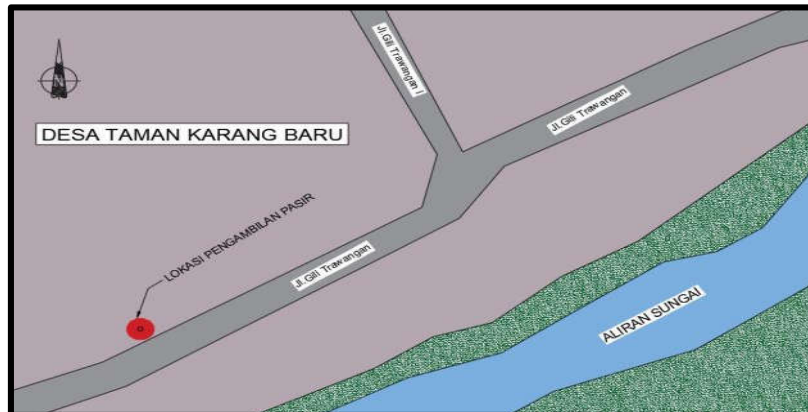 Jl.Gili Trawangan I
Jl.Gili Trawangan
DESA TAMAN KARANG BARU
LOKASI PENGAMBILAN PASIR
Jl.Gili Trawangan
ALIRAN SUNGAI